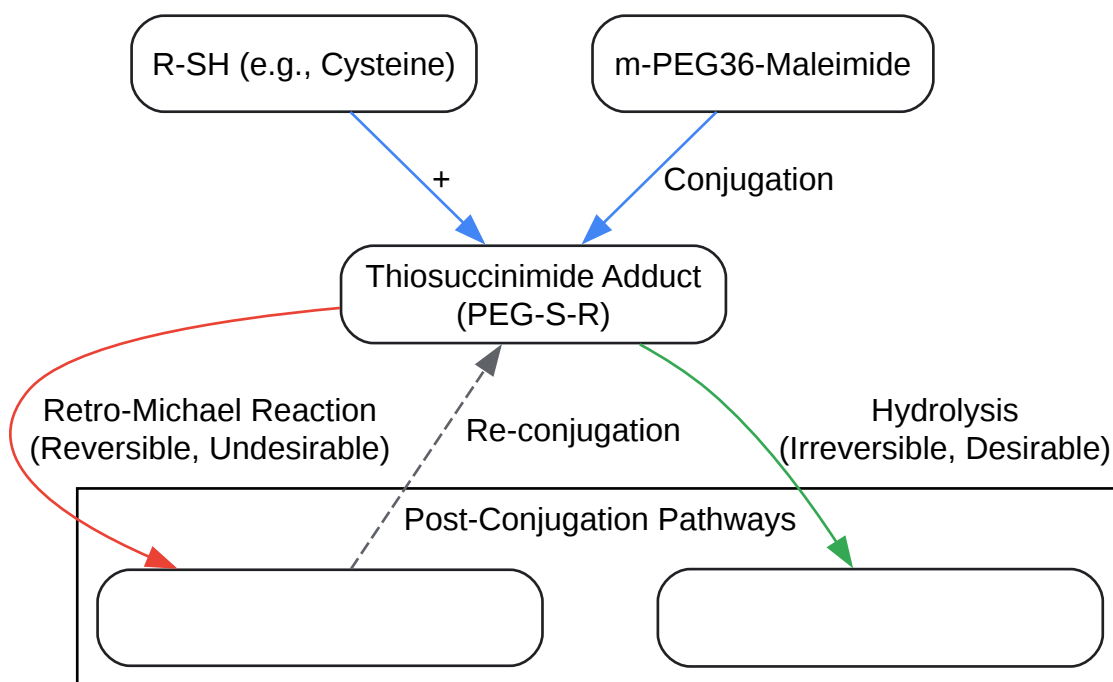 R-SH (e.g., Cysteine)
m-PEG36-Maleimide
+
Conjugation
Thiosuccinimide Adduct
(PEG-S-R)
Retro-Michael Reaction
(Reversible, Undesirable)
Re-conjugation
Hydrolysis
(Irreversible, Desirable)
Post-Conjugation Pathways